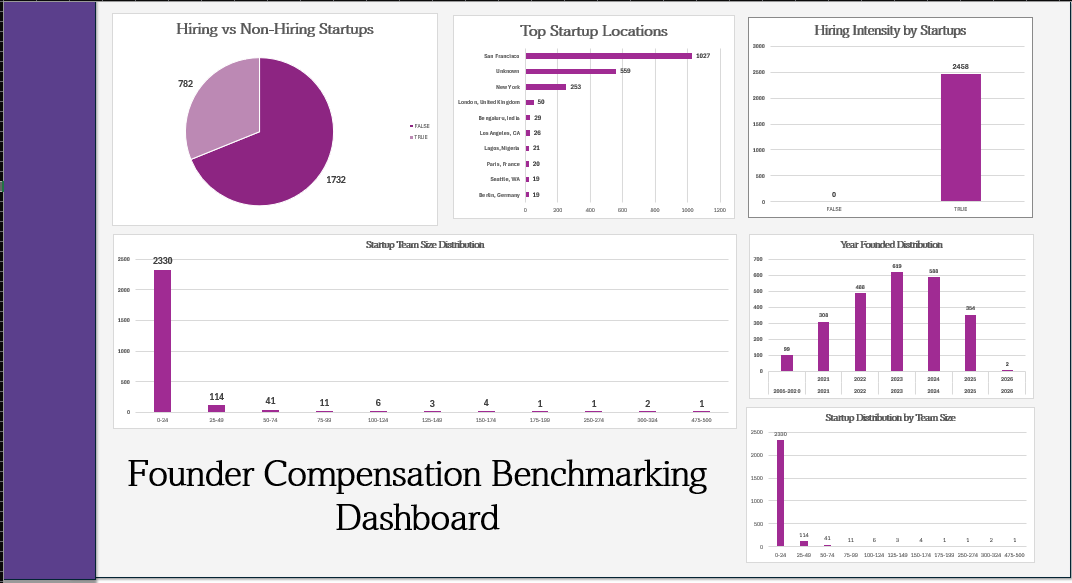 Hiring vs Non-Hiring Startups
782
1732
FALSE
TRUE
Top Startup Locations
San Francisco
1027
Unknown
559
New York
253
London, United Kingdom
50
Bengaluru, India
29
Los Angeles, CA
26
Lagos, Nigeria
21
Paris, France
20
Seattle, WA
19
Berlin, Germany
19
0 200 400 600 800 1000 1200
Hiring Intensity by Startups
3000
2500
2000
1500
1000
500
0
0
2458
FALSE TRUE
Startup Team Size Distribution
2500
2000
1500
1000
500
0
2330 114 41 11 6 3 4 1 1 2 1
0-24 25-49 50-74 75-99 100-124 125-149 150-174 175-199 250-274 300-324 475-500
Year Founded Distribution
700
600
500
400
300
200
100
0
99 308 488 619 588 354 2
2021 2022 2023 2024 2025 2026
2005-2020 2021 2022 2023 2024 2025 2026
Founder Compensation Benchmarking
Dashboard
Startup Distribution by Team Size
2500
2000
1500
1000
500
0
2330 114 41 11 6 3 4 1 1 2 1
0-24 25-49 50-74 75-99 100-124 125-149 150-174 175-199 250-274 300-324 475-500